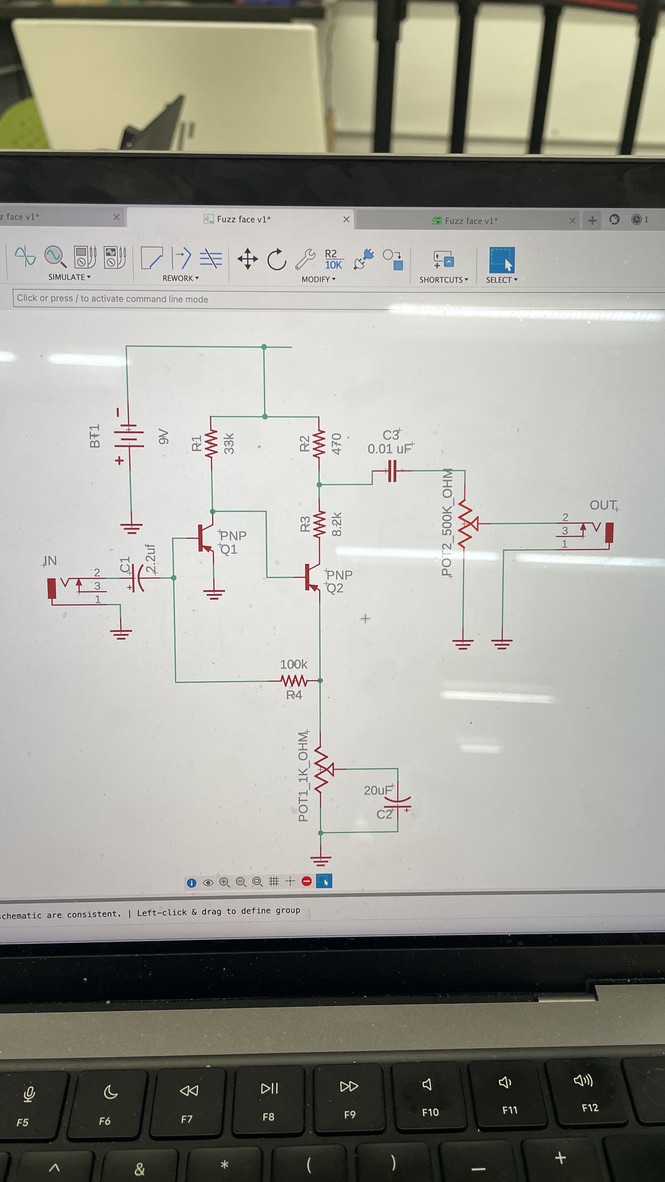 z face v1*
Fuzz face v1*
Fuzz face v1*
1
R2
10K
SIMULATE
REWORK
MODIFY
SHORTCUTS
SELECT
Click or press / to activate command line mode
BT1
-
+
9V
R1
33k
R2
470
C3
0.01 uF
R3
8.2k
POT2_500K_OHM
OUT
2
3
1
PNP
Q1
PNP
Q2
IN
2
3
1
C1
2.2uf
+
100k
R4
POT1_1K_OHM
20uF
C2
+
chematic are consistent. | Left-click & drag to define group
F5
F6
F7
F8
F9
F10
F11
F12
^
&
*
(
)
_
+